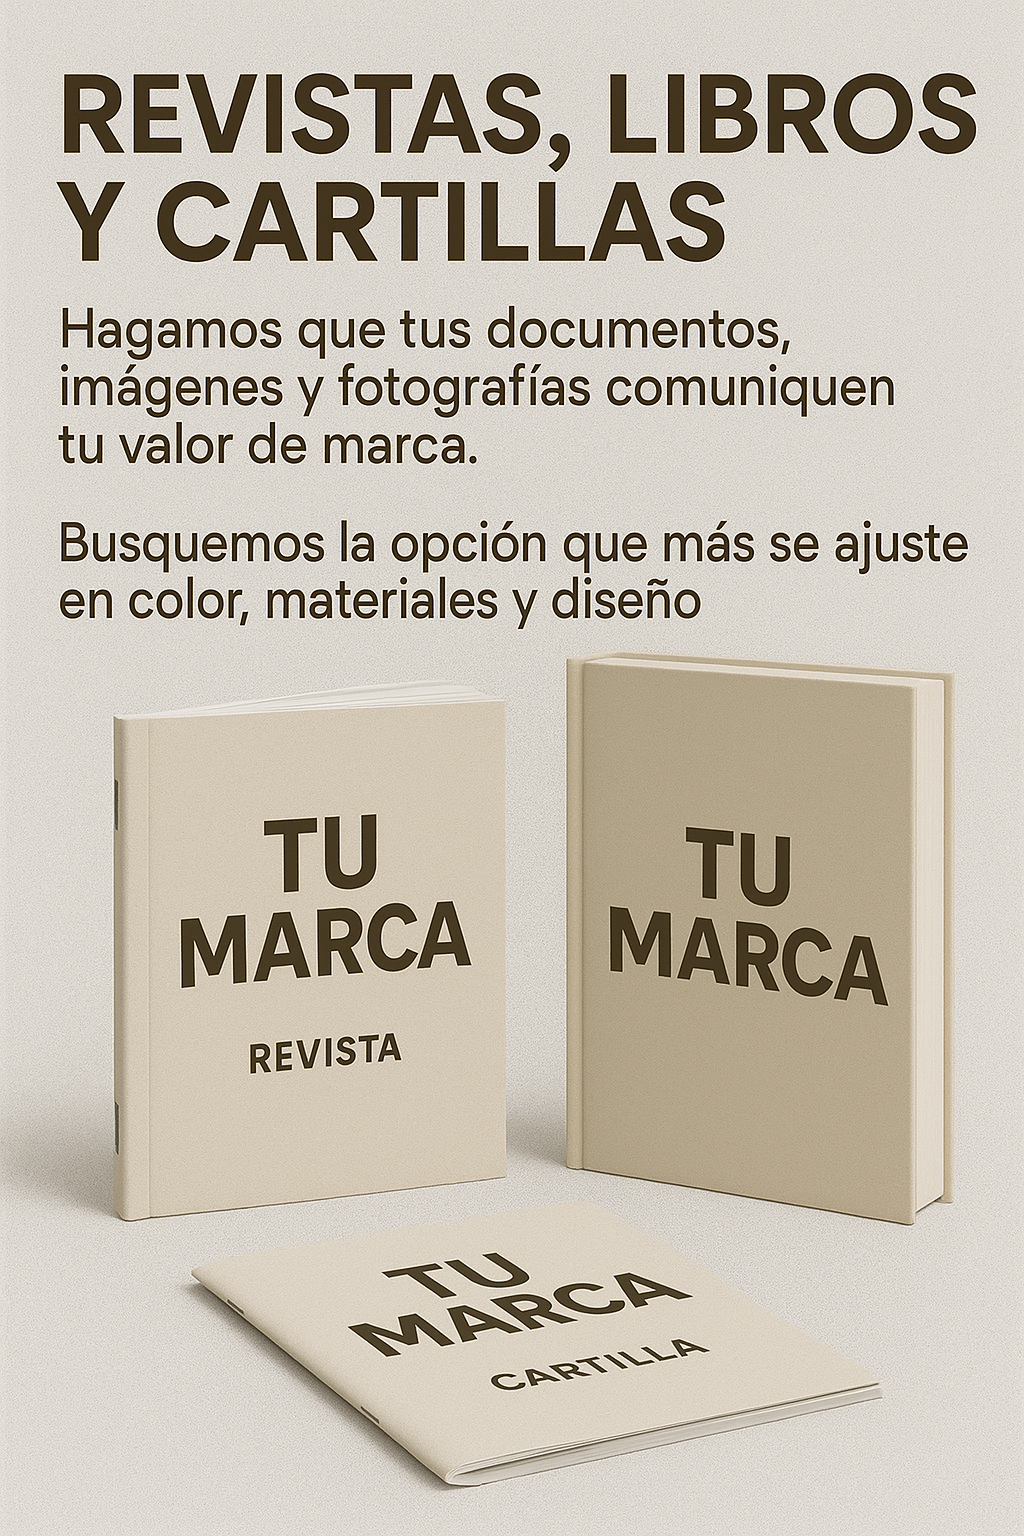 REVISTAS, LIBROS
Y CARTILLAS
Hagamos que tus documentos,
imágenes y fotografías comuniquen
tu valor de marca.
Busquemos la opción que más se ajuste
en color, materiales y diseño
TU
MARCA
REVISTA
TU
MARCA
TU
MARCA
CARTILLA